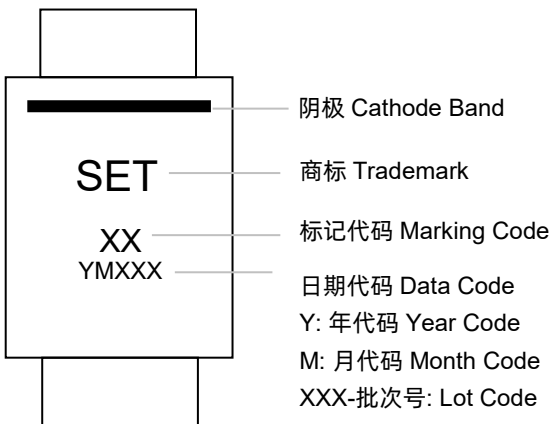 阴极 Cathode Band
SET
商标 Trademark
XX
标记代码 Marking Code
YMXXX
日期代码 Data Code
Y: 年代码 Year Code
M: 月代码 Month Code
XXX-批次号: Lot Code